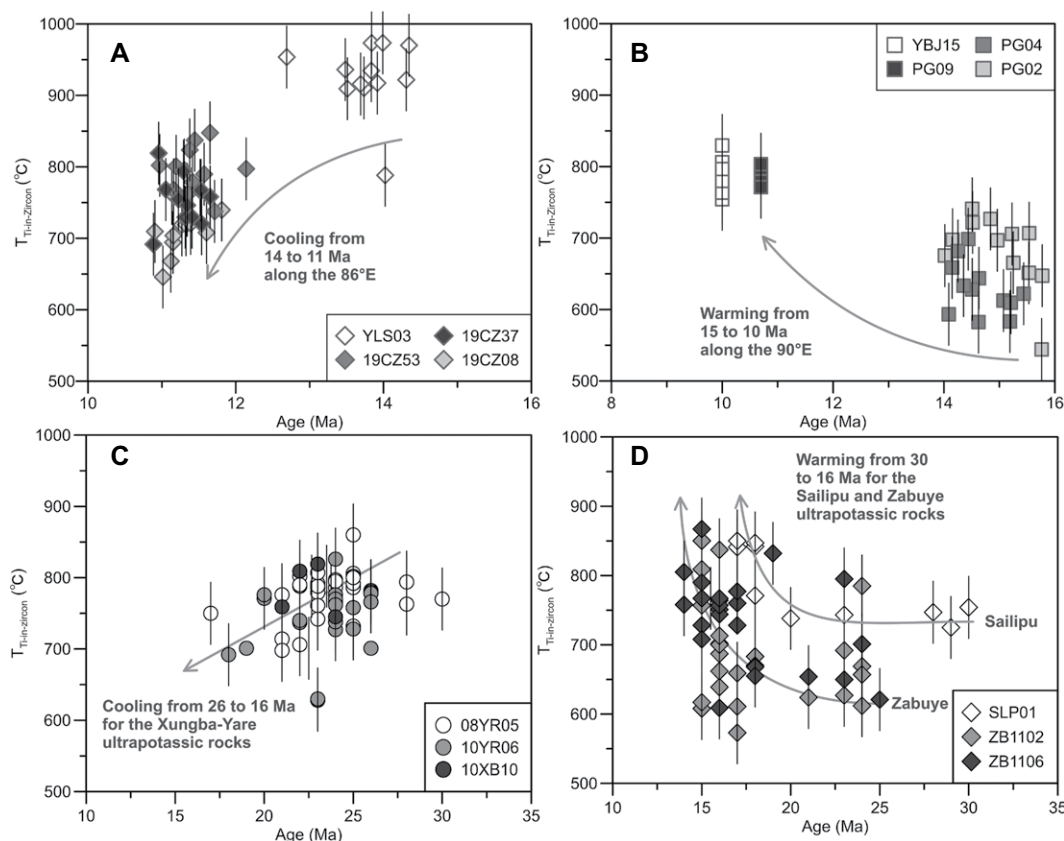 A
1000
900
800
700
600
500
T Ti-in-Zircon (°C)
Cooling from
14 to 11 Ma
along the 86°E
YLS03
19CZ37
19CZ53
19CZ08
10
12
14
16
Age (Ma)
B
YBJ15
PG04
PG09
PG02
1000
900
800
700
600
500
T Ti-in-Zircon (°C)
Warming from
15 to 10 Ma
along the 90°E
8
10
12
14
16
Age (Ma)
C
1000
900
800
700
600
500
T Ti-in-zircon (°C)
Cooling from 26 to 16 Ma
for the Xungba-Yare
ultrapotassic rocks
08YR05
10YR06
10XB10
10
15
20
25
30
35
Age (Ma)
D
Warming from 30
to 16 Ma for the
Sailipu and Zabuye
ultrapotassic rocks
1000
900
800
700
600
500
T Ti-in-zircon (°C)
Sailipu
Zabuye
SLP01
ZB1102
ZB1106
10
15
20
25
30
35
Age (Ma)